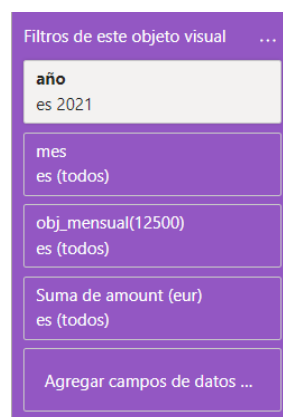 Filtros de este objeto visual ...
año
es 2021
mes
es (todos)
obj_mensual(12500)
es (todos)
Suma de amount (eur)
es (todos)
Agregar campos de datos ...